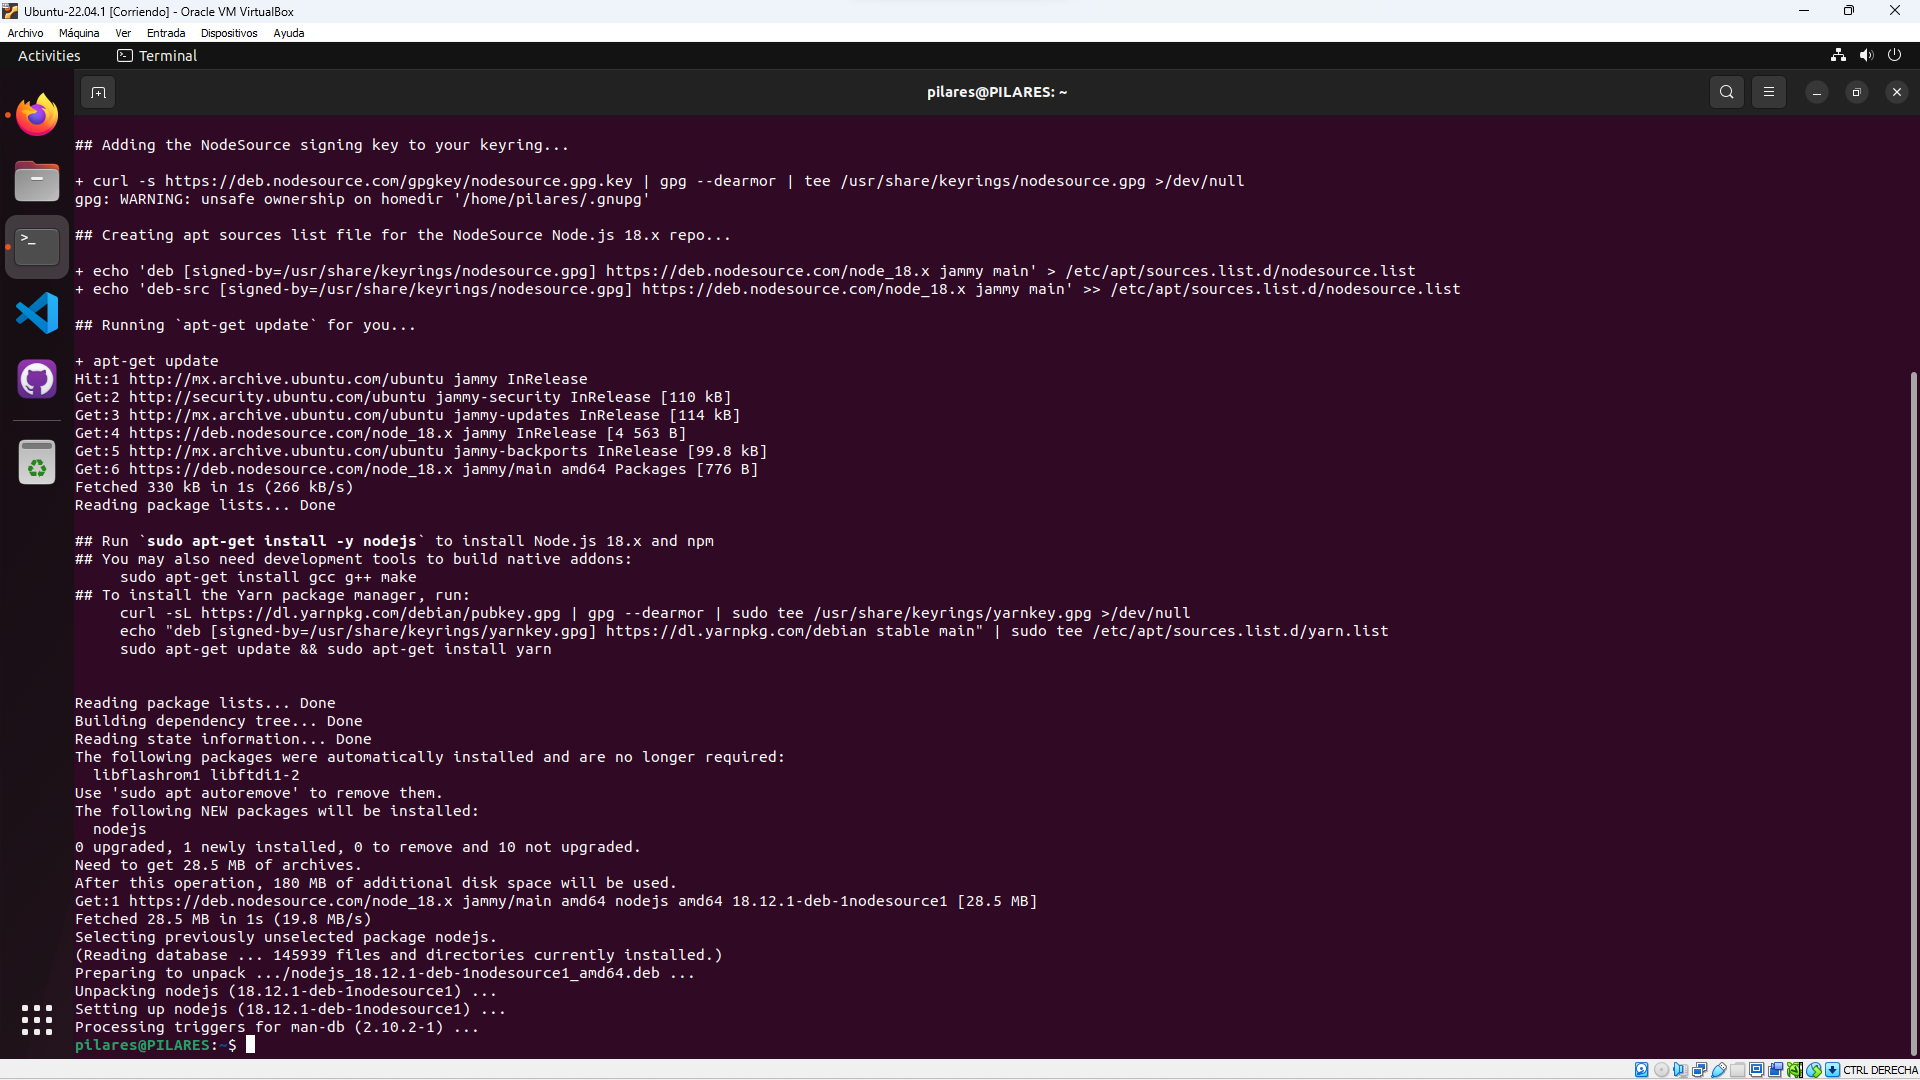 Ubuntu-22.04.1 [Corriendo] - Oracle VM VirtualBox
Archivo Máquina Ver Entrada Dispositivos Ayuda
Activities Terminal
pilares@PILARES: ~
## Adding the NodeSource signing key to your keyring...
+ curl -s https://deb.nodesource.com/gpgkey/nodesource.gpg.key | gpg --dearmor | tee /usr/share/keyrings/nodesource.gpg >/dev/null
gpg: WARNING: unsafe ownership on homedir '/home/pilares/.gnupg'
## Creating apt sources list file for the NodeSource Node.js 18.x repo...
+ echo 'deb [signed-by=/usr/share/keyrings/nodesource.gpg] https://deb.nodesource.com/node_18.x jammy main' > /etc/apt/sources.list.d/nodesource.list
+ echo 'deb-src [signed-by=/usr/share/keyrings/nodesource.gpg] https://deb.nodesource.com/node_18.x jammy main' >> /etc/apt/sources.list.d/nodesource.list
## Running `apt-get update` for you...
+ apt-get update
Hit:1 http://mx.archive.ubuntu.com/ubuntu jammy InRelease
Get:2 http://security.ubuntu.com/ubuntu jammy-security InRelease [110 kB]
Get:3 http://mx.archive.ubuntu.com/ubuntu jammy-updates InRelease [114 kB]
Get:4 https://deb.nodesource.com/node_18.x jammy InRelease [4 563 B]
Get:5 http://mx.archive.ubuntu.com/ubuntu jammy-backports InRelease [99.8 kB]
Get:6 https://deb.nodesource.com/node_18.x jammy/main amd64 Packages [776 B]
Fetched 330 kB in 1s (266 kB/s)
Reading package lists... Done
## Run `sudo apt-get install -y nodejs` to install Node.js 18.x and npm
## You may also need development tools to build native addons:
sudo apt-get install gcc g++ make
## To install the Yarn package manager, run:
curl -sL https://dl.yarnpkg.com/debian/pubkey.gpg | gpg --dearmor | sudo tee /usr/share/keyrings/yarnkey.gpg >/dev/null
echo "deb [signed-by=/usr/share/keyrings/yarnkey.gpg] https://dl.yarnpkg.com/debian stable main" | sudo tee /etc/apt/sources.list.d/yarn.list
sudo apt-get update && sudo apt-get install yarn
Reading package lists... Done
Building dependency tree... Done
Reading state information... Done
The following packages were automatically installed and are no longer required:
libflashrom1 libftdi1-2
Use 'sudo apt autoremove' to remove them.
The following NEW packages will be installed:
nodejs
0 upgraded, 1 newly installed, 0 to remove and 10 not upgraded.
Need to get 28.5 MB of archives.
After this operation, 180 MB of additional disk space will be used.
Get:1 https://deb.nodesource.com/node_18.x jammy/main amd64 nodejs amd64 18.12.1-deb-1nodesource1 [28.5 MB]
Fetched 28.5 MB in 1s (19.8 MB/s)
Selecting previously unselected package nodejs.
(Reading database ... 145939 files and directories currently installed.)
Preparing to unpack .../nodejs_18.12.1-deb-1nodesource1_amd64.deb ...
Unpacking nodejs (18.12.1-deb-1nodesource1) ...
Setting up nodejs (18.12.1-deb-1nodesource1) ...
Processing triggers for man-db (2.10.2-1) ...
pilares@PILARES:~$
CTRL DERECHA